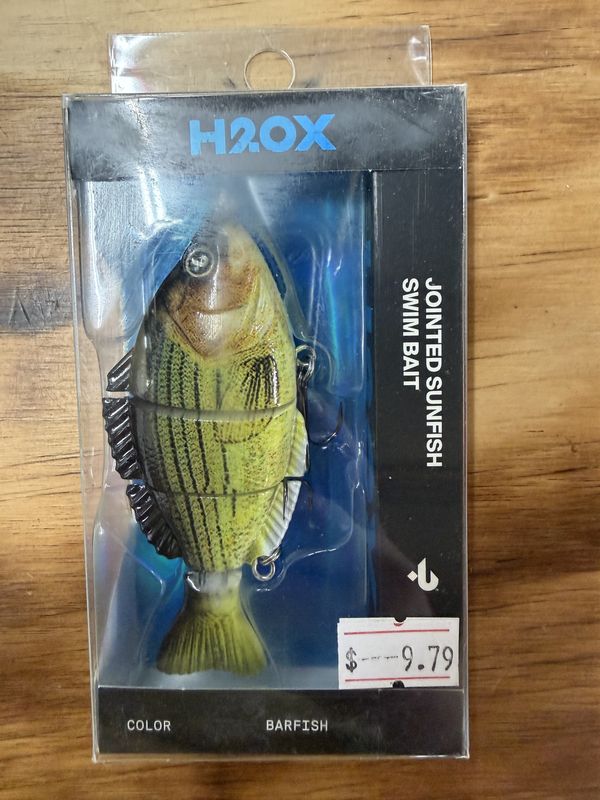 H2OX
JOINTED SUNFISH
SWIM BAIT
$---9.79
COLOR BARFISH